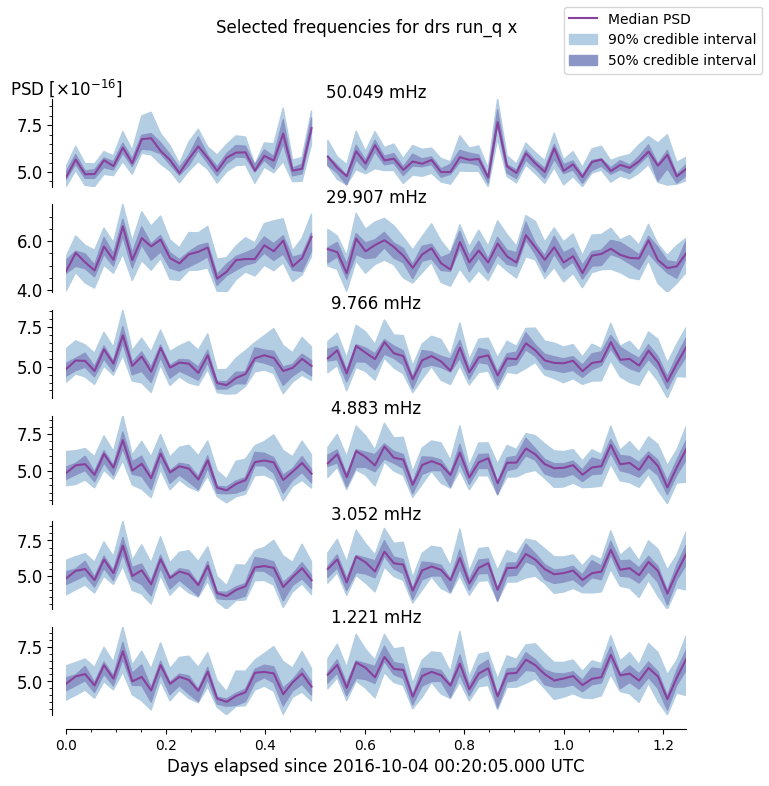 Selected frequencies for drs run_q x
Median PSD
90% credible interval
50% credible interval
PSD [×10⁻¹⁶]
50.049 mHz
7.5
5.0
29.907 mHz
6.0
4.0
9.766 mHz
7.5
5.0
4.883 mHz
7.5
5.0
3.052 mHz
7.5
5.0
1.221 mHz
7.5
5.0
0.0 0.2 0.4 0.6 0.8 1.0 1.2
Days elapsed since 2016-10-04 00:20:05.000 UTC